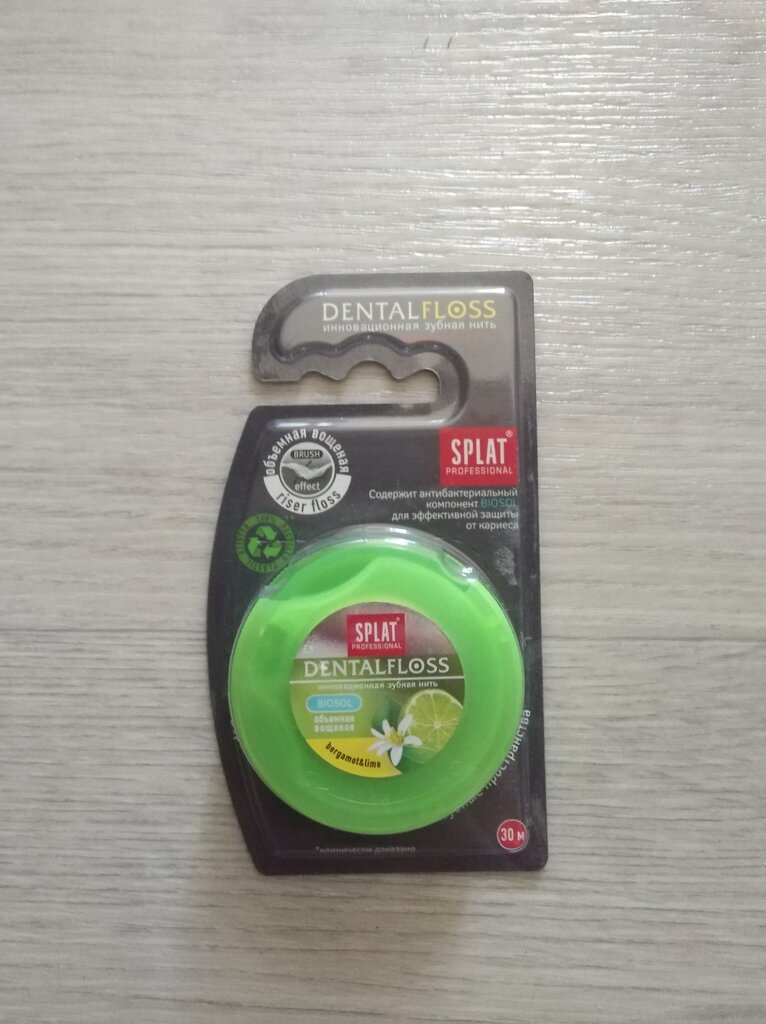 DENTALFLOSS
инновационная зубная нить
объемная вощеная
BRUSH
effect
riser floss
SPLAT®
PROFESSIONAL
Содержит антибактериальный
компонент BIOSOL
для эффективной защиты
от кариеса
SPLAT®
PROFESSIONAL
DENTALFLOSS
инновационная зубная нить
BIOSOL
объемная
вощеная
bergamot&lime
пространства
30 м
*клинически доказано